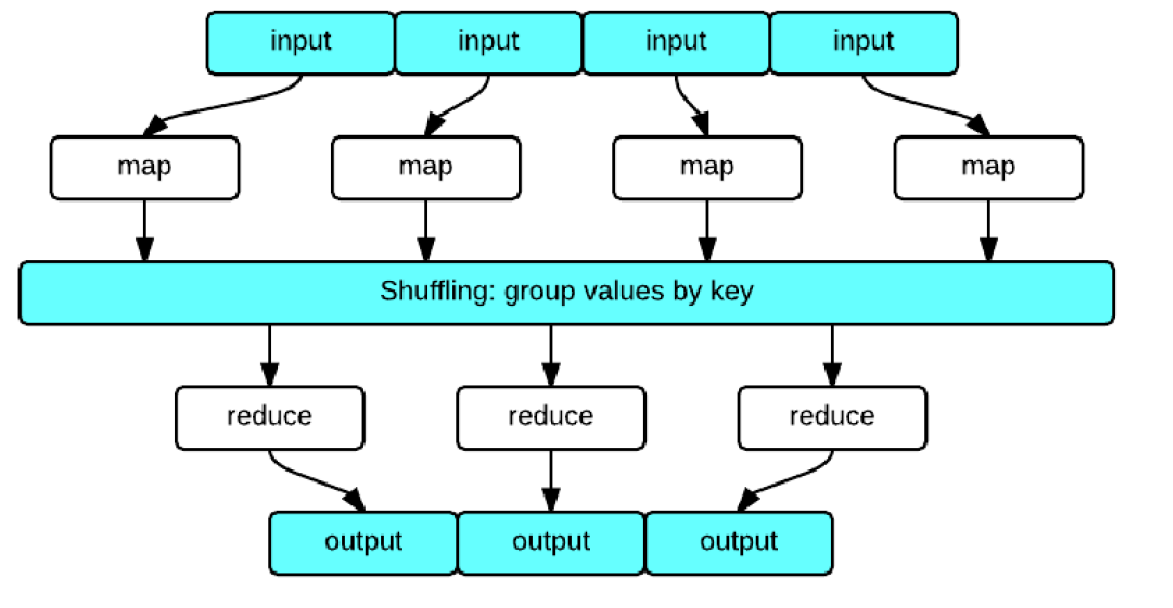 input input input input
map map map map
Shuffling: group values by key
reduce reduce reduce
output output output